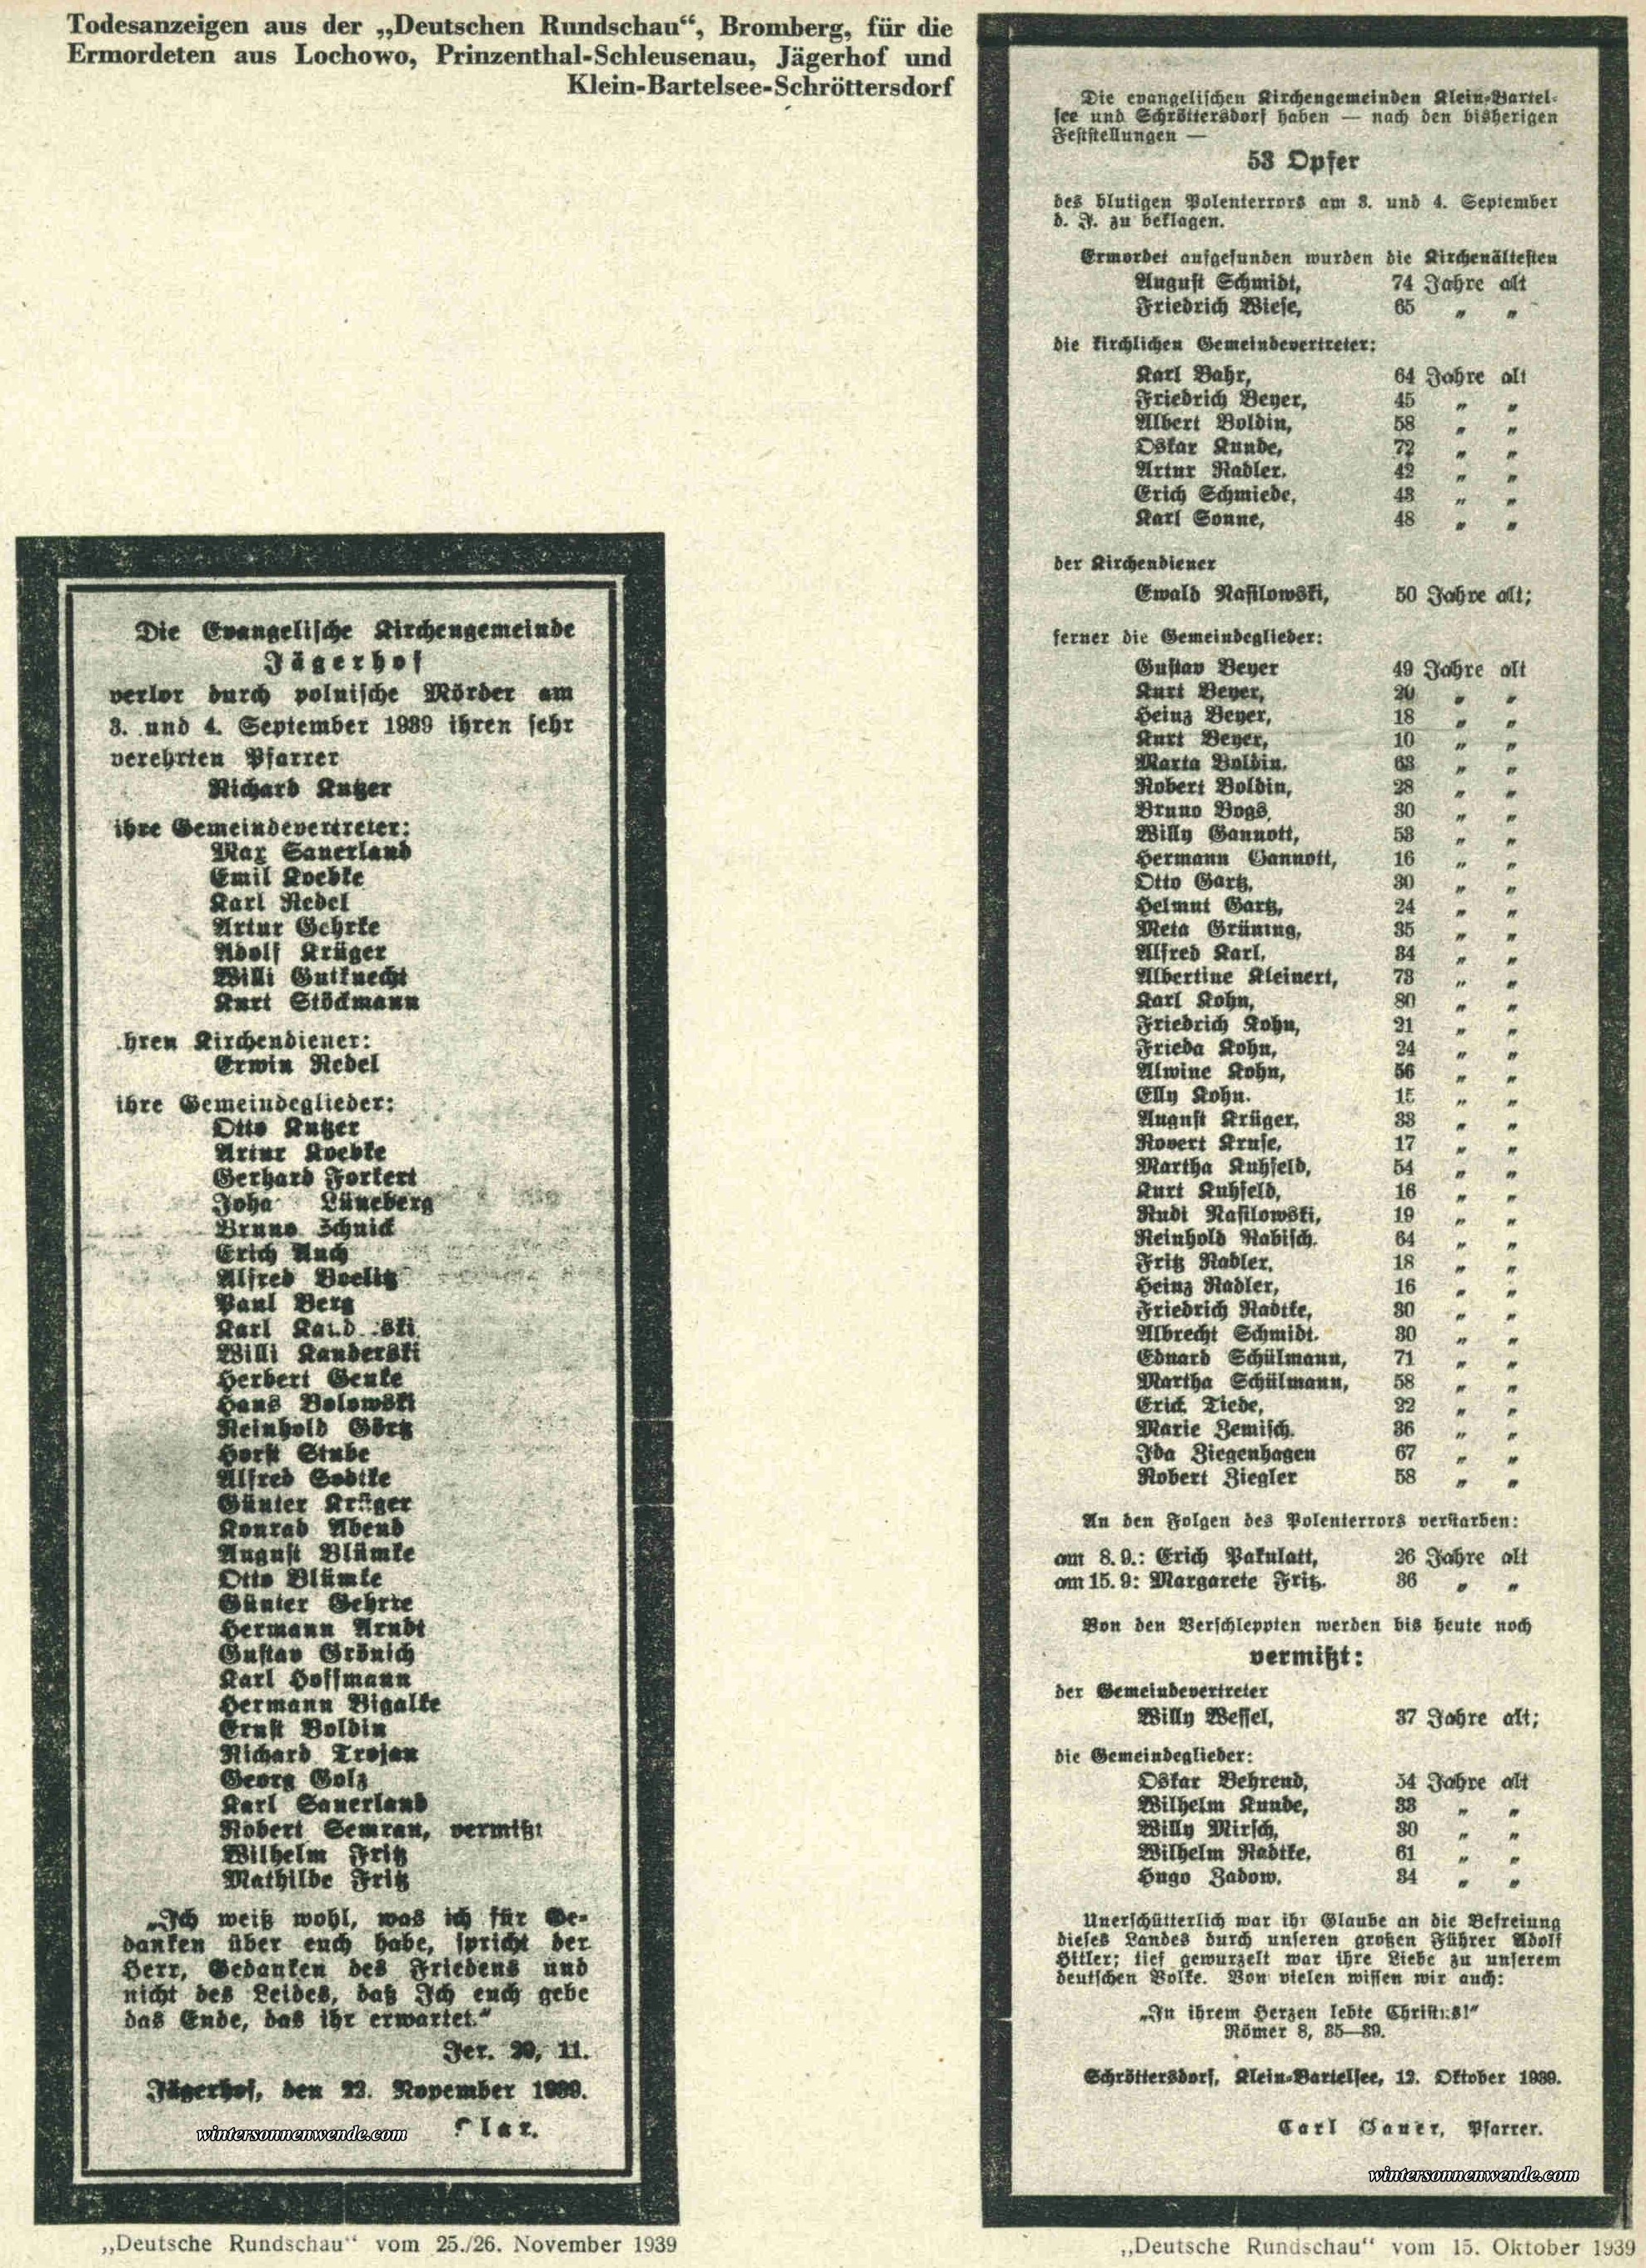 Todesanzeigen aus der „Deutschen Rundschau“, Bromberg, für die
Ermordeten aus Lochowo, Prinzenthal-Schleusenau, Jägerhof und
Klein-Bartelsee-Schröttersdorf
Die Evangelische Kirchengemeinde
Jägerhof
verlor durch polnische Mörder am
3. und 4. September 1939 ihren sehr
verehrten Pfarrer
Richard Kutzer
ihre Gemeindevertreter:
Max Sauerland
Emil Koebke
Karl Redel
Artur Gehrke
Adolf Krüger
Willi Gutknecht
Kurt Stöckmann
hren Kirchendiener:
Erwin Redel
ihre Gemeindeglieder:
Otto Kutzer
Artur Koebke
Gerhard Forkert
Lüneberg
Bruno Schnick
Erich Auch
Alfred Boelitz
Paul Berg
Karl
Willi Kanderski
Herbert Genke
Hans Bolowski
Reinhold Görtz
Horst Stube
Alfred Sodtke
Günter Krüger
Konrad Abend
August Blümke
Otto Blümke
Günter Gehrke
Hermann Arndt
Gustav Grönich
Karl Hoffmann
Hermann Bigalke
Ernst Boldin
Richard Trojan
Georg Golz
Karl Sauerland
Robert Semrau, vermißt
Wilhelm Fritz
Mathilde Fritz
„Ich weiß wohl, was ich für Ge-
danken über euch habe, spricht der
Herr, Gedanken des Friedens und
nicht des Leides, daß Ich euch gebe
das Ende, das ihr erwartet.“
Jer. 29, 11.
Jägerhof, den 22. November 1939.
wintersonnenwende.com
„Deutsche Rundschau“ vom 25./26. November 1939
Die evangelischen Kirchengemeinden Klein-Bartel-
see und Schröttersdorf haben — nach den bisherigen
Feststellungen —
53 Opfer
des blutigen Polenterrors am 3. und 4. September
d. J. zu beklagen.
Ermordet aufgefunden wurden die Kirchenältesten
August Schmidt, 74 Jahre alt
Friedrich Wiese, 65 „ „
die kirchlichen Gemeindevertreter:
Karl Bahr, 64 Jahre alt
Friedrich Beyer, 45 „ „
Albert Boldin, 58 „ „
Oskar Kunde, 72 „ „
Artur Radler, 42 „ „
Erich Schmiede, 43 „ „
Karl Sonne, 48 „ „
der Kirchendiener
Ewald Nasilowski, 50 Jahre alt;
ferner die Gemeindeglieder:
Gustav Beyer 49 Jahre alt
Kurt Beyer, 20 „ „
Heinz Beyer, 18 „ „
Kurt Beyer, 10 „ „
Marta Boldin, 63 „ „
Robert Boldin, 28 „ „
Bruno Bogs, 30 „ „
Willy Gannott, 53 „ „
Hermann Gannott, 16 „ „
Otto Gartz, 30 „ „
Helmut Gartz, 24 „ „
Meta Grüning, 35 „ „
Alfred Karl, 34 „ „
Albertine Kleinert, 73 „ „
Karl Kohn, 80 „ „
Friedrich Kohn, 21 „ „
Frieda Kohn, 24 „ „
Alwine Kohn, 56 „ „
Elly Kohn. 15 „ „
August Krüger, 33 „ „
Robert Kruse, 17 „ „
Martha Kuhfeld, 54 „ „
Kurt Kuhfeld, 16 „ „
Rudi Nasilowski, 19 „ „
Reinhold Rabisch. 64 „ „
Fritz Radler, 18 „ „
Heinz Radler, 16 „ „
Friedrich Radtke, 30 „ „
Albrecht Schmidt. 30 „ „
Eduard Schülmann, 71 „ „
Martha Schülmann, 58 „ „
Erich Tiede, 22 „ „
Marie Zemisch. 36 „ „
Ida Ziegenhagen 67 „ „
Robert Ziegler 58 „ „
An den Folgen des Polenterrors verstarben:
am 8. 9.: Erich Pakulatt, 26 Jahre alt
am 15. 9: Margarete Fritz. 36 „ „
Von den Verschleppten werden bis heute noch
vermißt:
der Gemeindevertreter
Willy Wessel, 37 Jahre alt;
die Gemeindeglieder:
Oskar Behrend, 54 Jahre alt
Wilhelm Kunde, 33 „ „
Willy Mirsch, 30 „ „
Wilhelm Radtke, 61 „ „
Hugo Zadow. 34 „ „
Unerschütterlich war ihr Glaube an die Befreiung
dieses Landes durch unseren großen Führer Adolf
Hitler; tief gewurzelt war ihre Liebe zu unserem
deutschen Volke. Von vielen wissen wir auch:
„In ihrem Herzen lebte Christus!“
Römer 8, 35—39.
Schröttersdorf, Klein-Bartelsee, 12. Oktober 1939.
Carl Gauer, Pfarrer.
wintersonnenwende.com
„Deutsche Rundschau“ vom 15. Oktober 1939